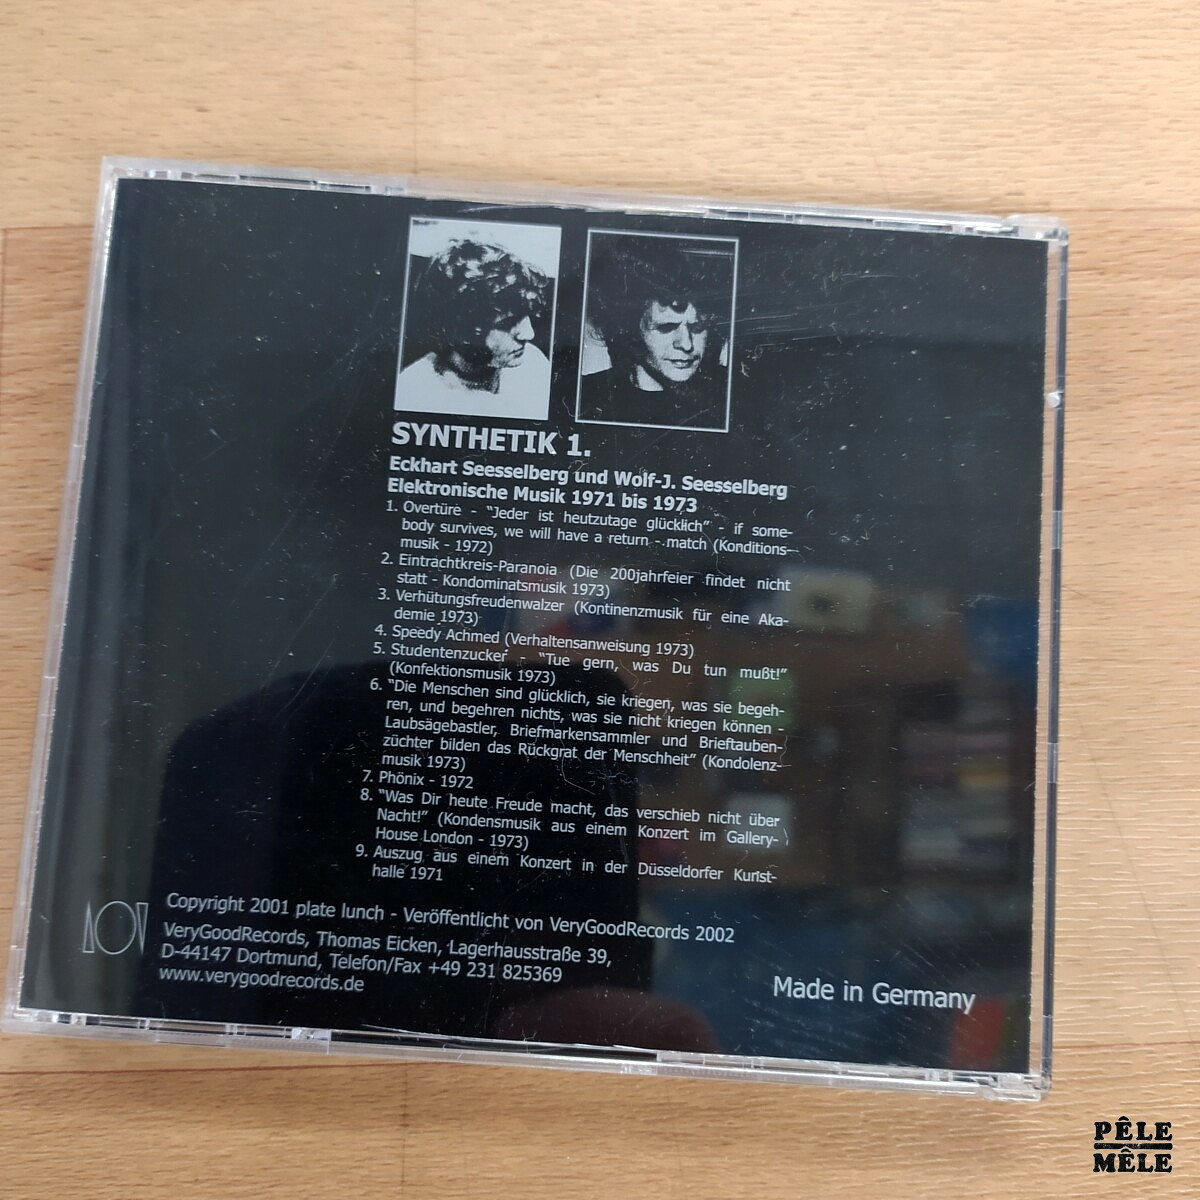 SYNTHETIK 1.
Eckhart Seesselberg und Wolf-J. Seesselberg
Elektronische Musik 1971 bis 1973
1. Overtüre - "Jeder ist heutzutage glücklich" - if some-
body survives, we will have a return - match (Konditions-
musik - 1972)
2. Eintrachtkreis-Paranoia (Die 200jahrfeier findet nicht
statt - Kondominatsmusik 1973)
3. Verhütungsfreudenwalzer (Kontinenzmusik für eine Aka-
demie 1973)
4. Speedy Achmed (Verhaltensanweisung 1973)
5. Studentenzucker - "Tue gern, was Du tun mußt!"
(Konfektionsmusik 1973)
6. "Die Menschen sind glücklich, sie kriegen, was sie begeh-
ren, und begehren nichts, was sie nicht kriegen können -
Laubsägebastler, Briefmarkensammler und Brieftauben-
züchter bilden das Rückgrat der Menschheit" (Kondolenz-
musik 1973)
7. Phönix - 1972
8. "Was Dir heute Freude macht, das verschieb nicht über
Nacht!" (Kondensmusik aus einem Konzert im Gallery-
House London - 1973)
9. Auszug aus einem Konzert in der Düsseldorfer Kunst-
halle 1971
Copyright 2001 plate lunch - Veröffentlicht von VeryGoodRecords 2002
VeryGoodRecords, Thomas Eicken, Lagerhausstraße 39,
D-44147 Dortmund, Telefon/Fax +49 231 825369
www.verygoodrecords.de
Made in Germany
PÊLE
MÊLE